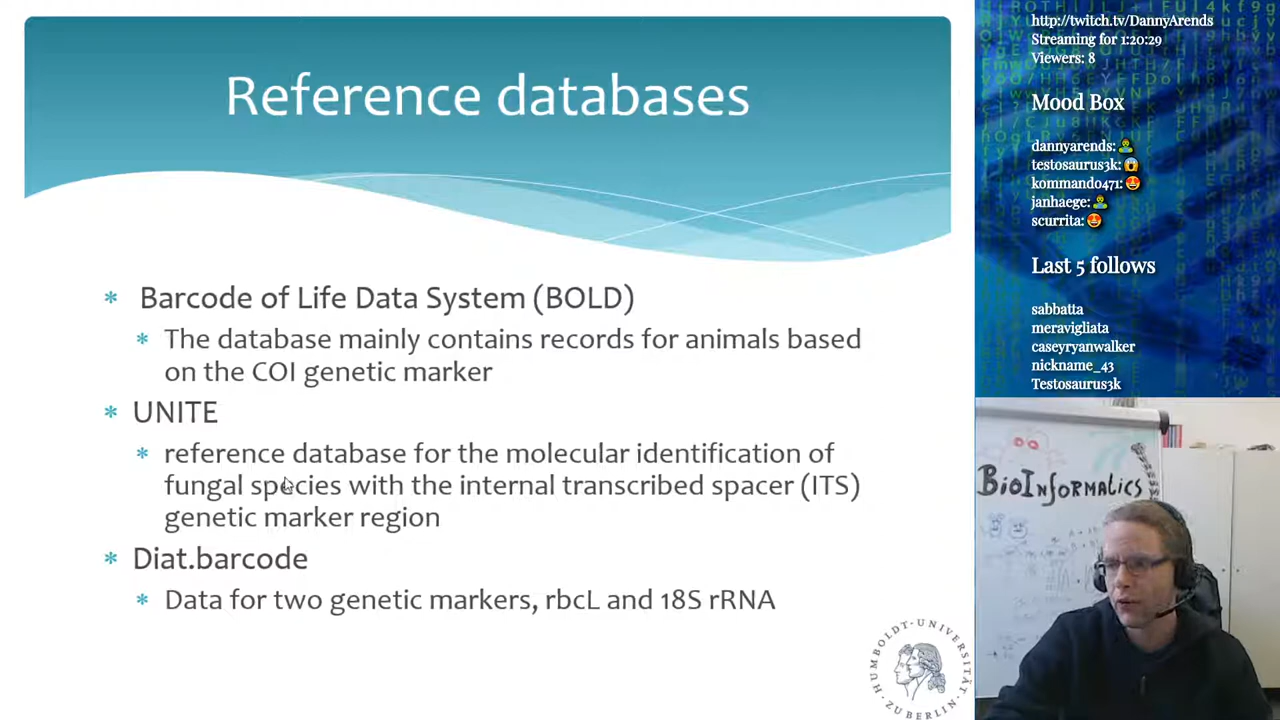 Reference databases
* Barcode of Life Data System (BOLD)
* The database mainly contains records for animals based
on the COI genetic marker
* UNITE
* reference database for the molecular identification of
fungal species with the internal transcribed spacer (ITS)
genetic marker region
* Diat.barcode
* Data for two genetic markers, rbcL and 18S rRNA
HUMBOLDT-UNIVERSITÄT
ZU BERLIN
http://twitch.tv/DannyArends
Streaming for 1:20:29
Viewers: 8
Mood Box
dannyarends:
testosaurus3k:
kommando471:
janhaege:
scurrita:
Last 5 follows
sabbatta
meravigliata
caseyryanwalker
nickname_43
Testosaurus3k
BioInformatics